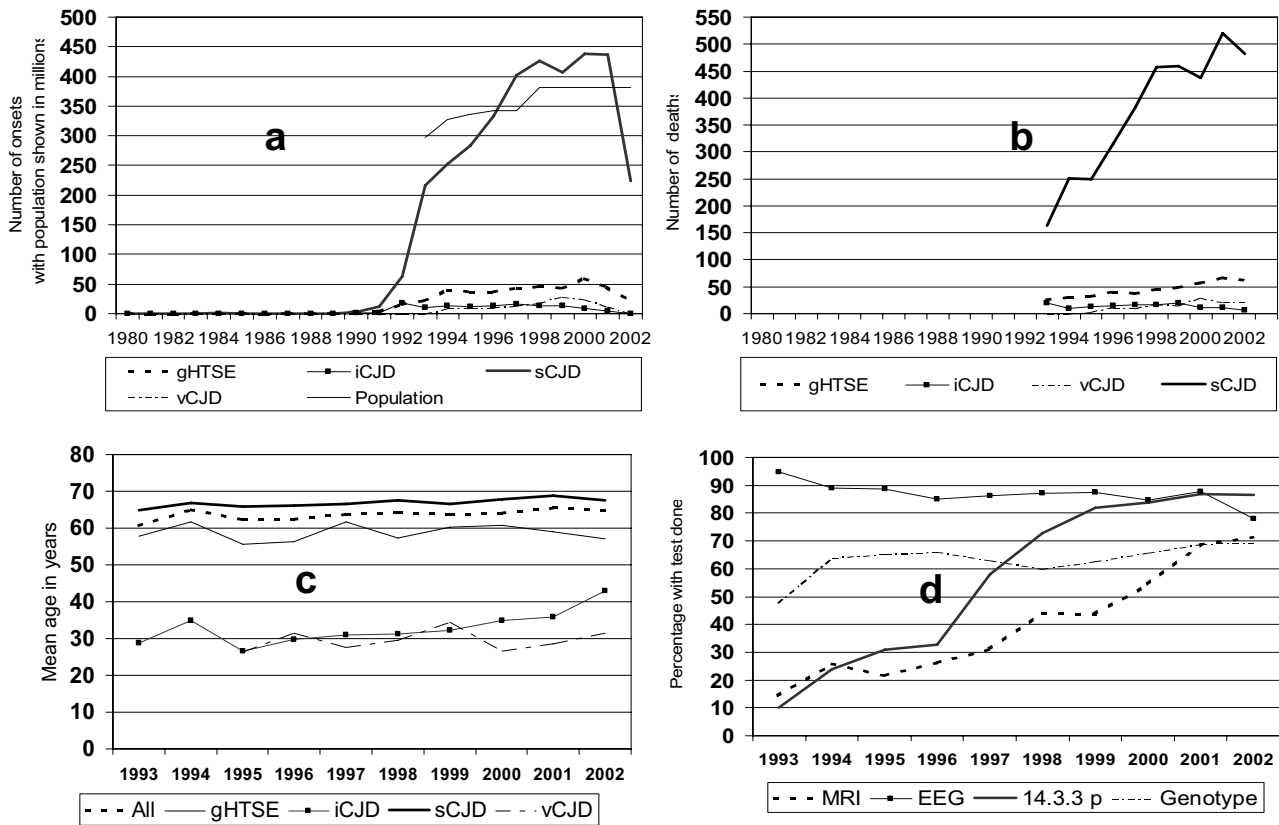 Number of onsets
with population shown in millions
450
400
350
300
250
200
150
100
50
0
a
1980 1982 1984 1986 1988 1990 1992 1994 1996 1998 2000 2002
gHTSE iCJD sCJD
vCJD Population
Number of deaths
550
500
450
400
350
300
250
200
150
100
50
0
b
1980 1982 1984 1986 1988 1990 1992 1994 1996 1998 2000 2002
gHTSE iCJD vCJD sCJD
Mean age in years
80
70
60
50
40
30
20
10
0
c
1993 1994 1995 1996 1997 1998 1999 2000 2001 2002
All gHTSE iCJD sCJD vCJD
Percentage with test done
100
90
80
70
60
50
40
30
20
10
0
d
1993 1994 1995 1996 1997 1998 1999 2000 2001 2002
MRI EEG 14.3.3 p Genotype